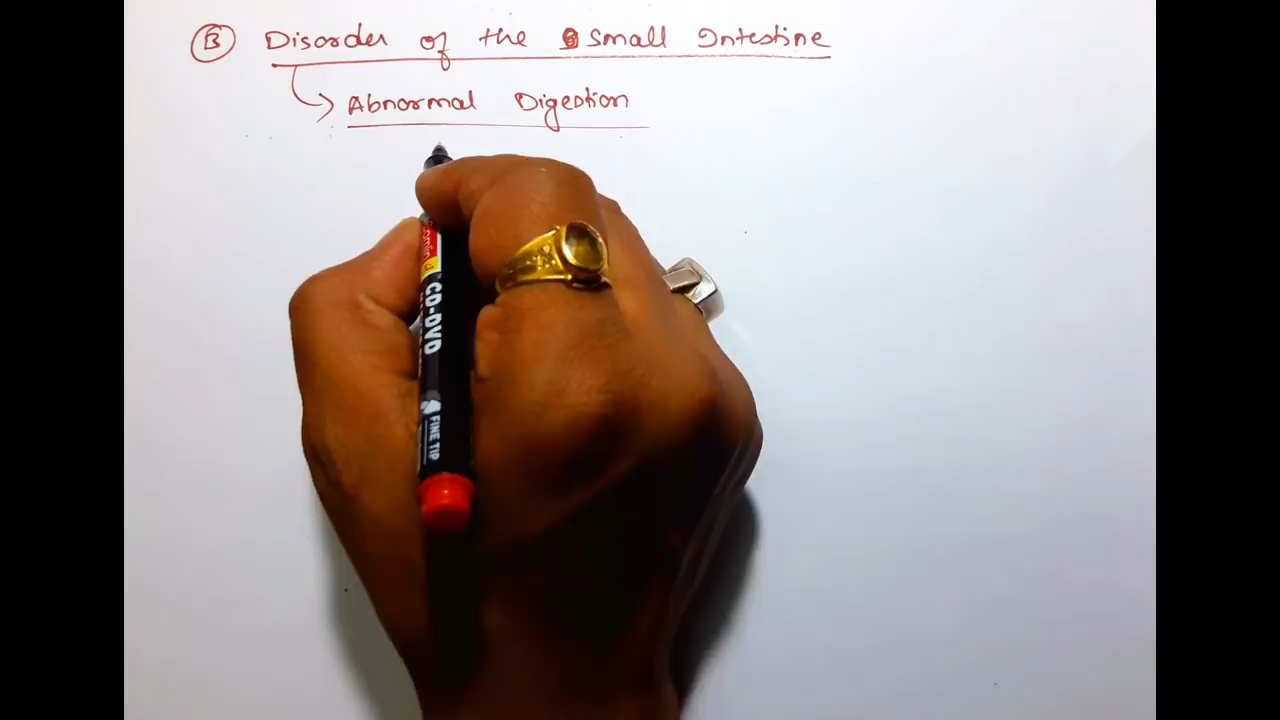 B Disorder of the Small Intestine
Abnormal Digestion
CD-DVD
FINE TIP